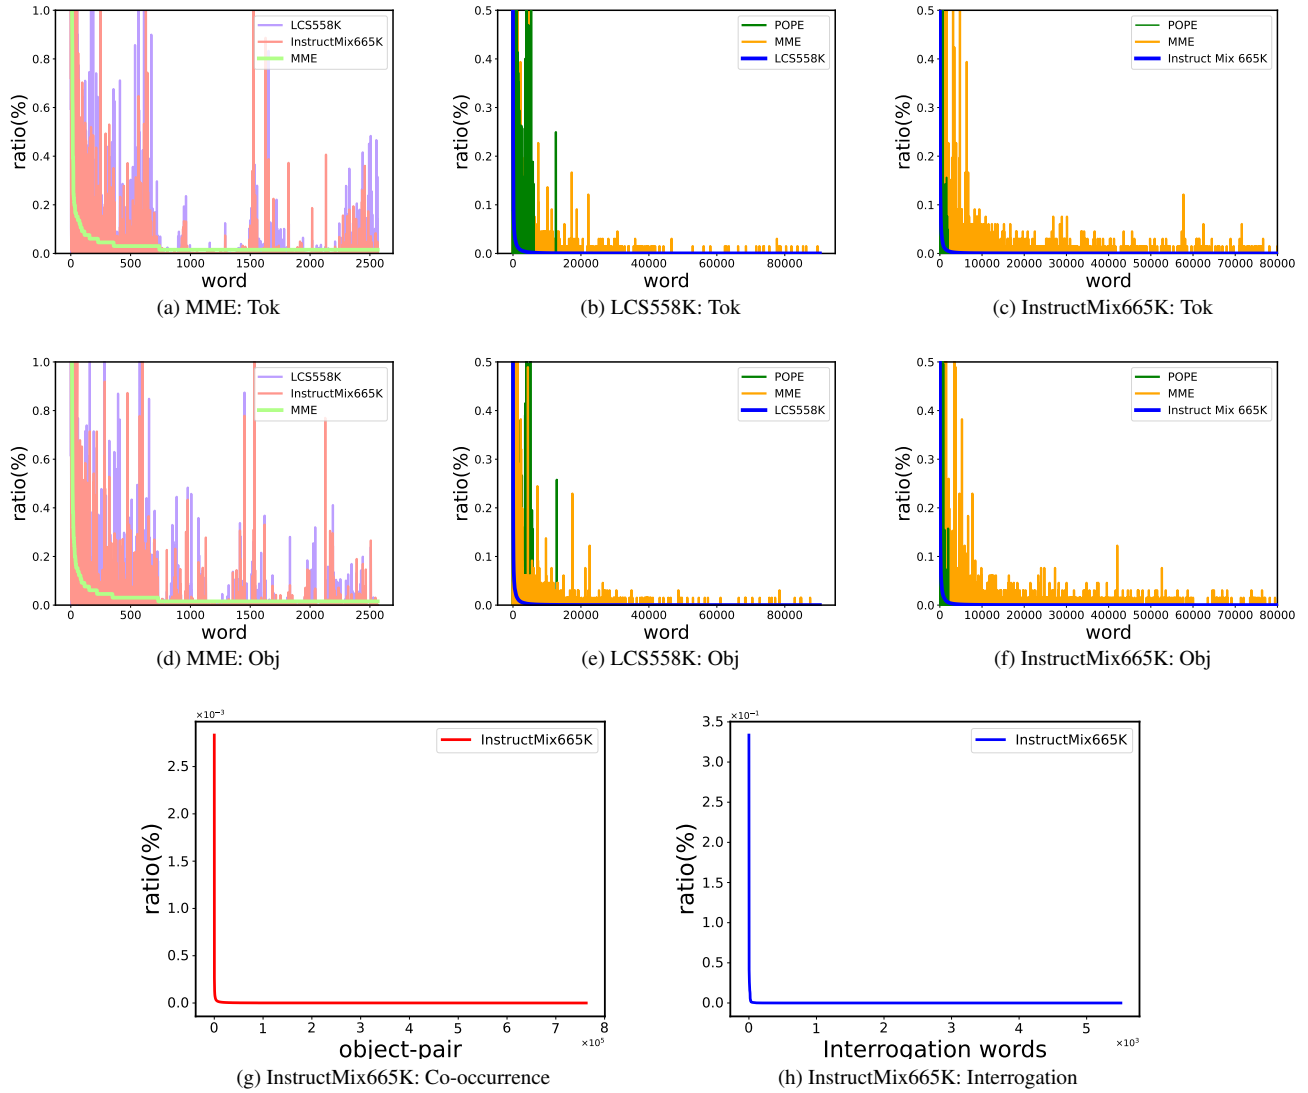 1.0
0.8
0.6
0.4
0.2
0.0
ratio(%)
0 500 1000 1500 2000 2500
word
LCS558K
InstructMix665K
MME
(a) MME: Tok
0.5
0.4
0.3
0.2
0.1
0.0
ratio(%)
0 20000 40000 60000 80000
word
POPE
MME
LCS558K
(b) LCS558K: Tok
0.5
0.4
0.3
0.2
0.1
0.0
ratio(%)
0 10000 20000 30000 40000 50000 60000 70000 80000
word
POPE
MME
Instruct Mix 665K
(c) InstructMix665K: Tok
1.0
0.8
0.6
0.4
0.2
0.0
ratio(%)
0 500 1000 1500 2000 2500
word
LCS558K
InstructMix665K
MME
(d) MME: Obj
0.5
0.4
0.3
0.2
0.1
0.0
ratio(%)
0 20000 40000 60000 80000
word
POPE
MME
LCS558K
(e) LCS558K: Obj
0.5
0.4
0.3
0.2
0.1
0.0
ratio(%)
0 10000 20000 30000 40000 50000 60000 70000 80000
word
POPE
MME
Instruct Mix 665K
(f) InstructMix665K: Obj
×10⁻³
2.5
2.0
1.5
1.0
0.5
0.0
ratio(%)
0 1 2 3 4 5 6 7 8
×10⁵
object-pair
InstructMix665K
(g) InstructMix665K: Co-occurrence
×10⁻¹
3.5
3.0
2.5
2.0
1.5
1.0
0.5
0.0
ratio(%)
0 1 2 3 4 5
×10³
Interrogation words
InstructMix665K
(h) InstructMix665K: Interrogation